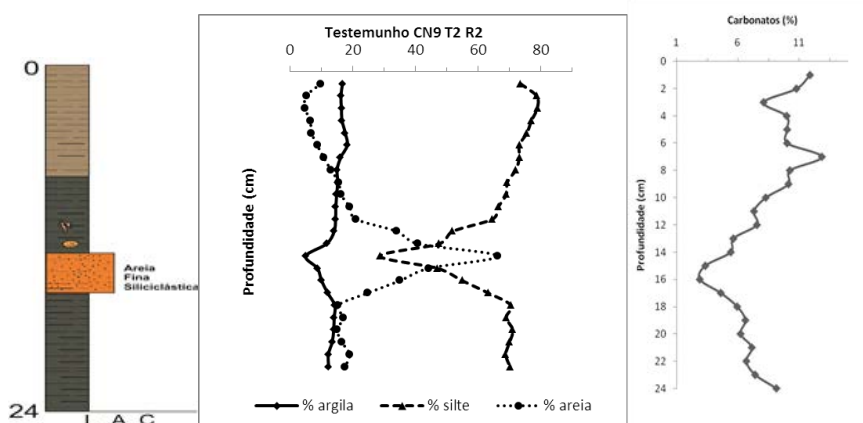 0
24
Areia
Fina
Siliciclástica
L A G
Testemunho CN9 T2 R2
0 20 40 60 80
Profundidade (cm)
% argila % silte % areia
Carbonatos (%)
1 6 11
Profundidade (cm)
0
2
4
6
8
10
12
14
16
18
20
22
24